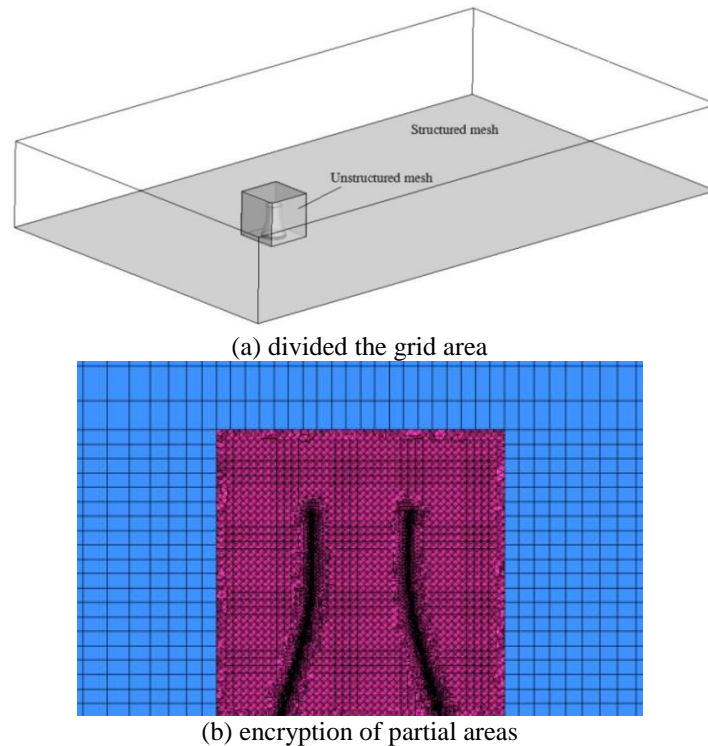 Structured mesh
Unstructured mesh
(a) divided the grid area
(b) encryption of partial areas